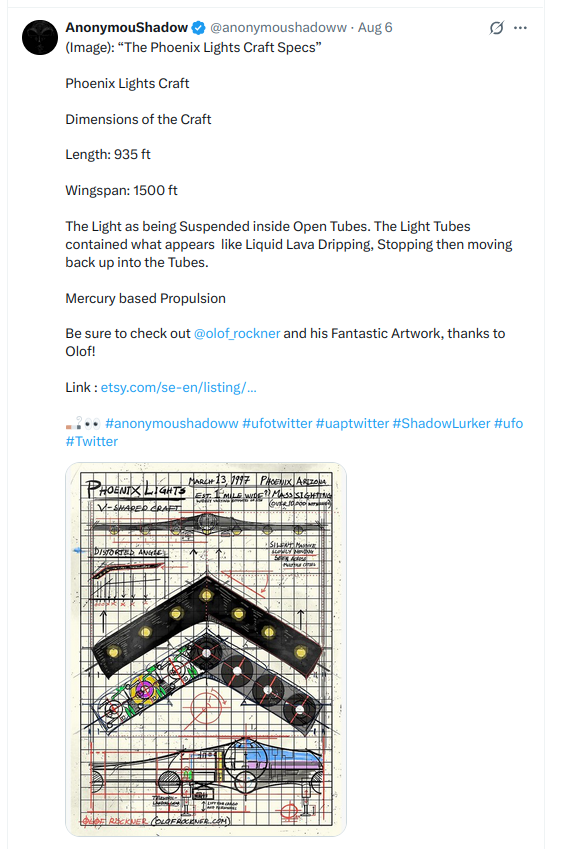 AnonymouShadow @anonymoushadoww · Aug 6
(Image): “The Phoenix Lights Craft Specs”
Phoenix Lights Craft
Dimensions of the Craft
Length: 935 ft
Wingspan: 1500 ft
The Light as being Suspended inside Open Tubes. The Light Tubes
contained what appears  like Liquid Lava Dripping, Stopping then moving
back up into the Tubes.
Mercury based Propulsion
Be sure to check out @olof_rockner and his Fantastic Artwork, thanks to
Olof!
Link : etsy.com/se-en/listing/…
#anonymoushadoww #ufotwitter #uaptwitter #ShadowLurker #ufo
#Twitter
PHOENIX LIGHTS MARCH 13, 1997 PHOENIX ARIZONA
EST. 1 MILE WIDE MASS SIGHTING
V-SHAPED CRAFT
DISTORTED ANGLE
SILENT MASSIVE
SLOWLY MOVING
SEEN ACROSS
MULTIPLE CITIES
OLOF ROCKNER (OLOFROCKNER.COM)